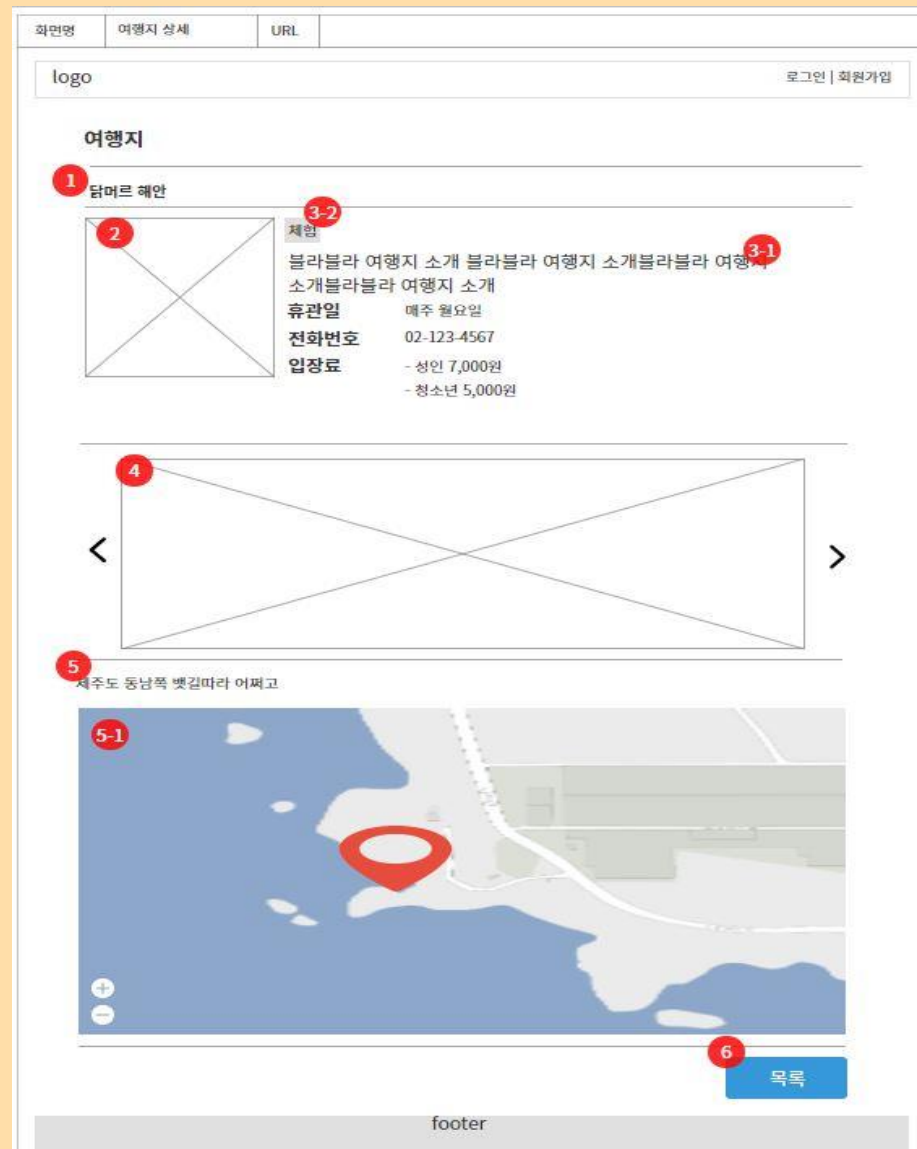 화면명 여행지 상세 URL
logo 로그인 | 회원가입
여행지
1
닭머르 해안
2
3-2
체험
3-1
블라블라 여행지 소개 블라블라 여행지 소개블라블라 여행지
소개블라블라 여행지 소개
휴관일 매주 월요일
전화번호 02-123-4567
입장료 - 성인 7,000원
- 청소년 5,000원
4
< >
5
제주도 동남쪽 뱃길따라 어쩌고
5-1
+
−
6
목록
footer